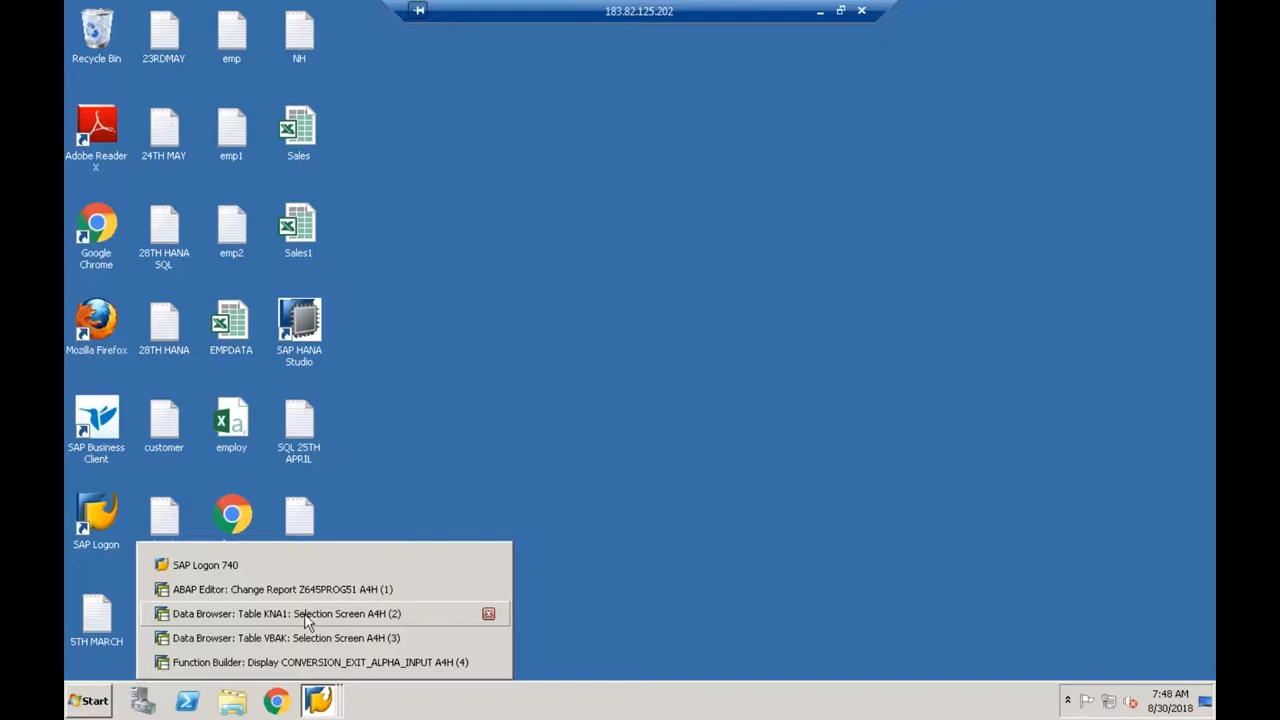 183.82.125.202
Recycle Bin
23RDMAY
emp
NH
Adobe Reader
X
24TH MAY
emp1
Sales
Google
Chrome
28TH HANA
SQL
emp2
Sales1
Mozilla Firefox
28TH HANA
EMPDATA
SAP HANA
Studio
SAP Business
Client
customer
employ
SQL 25TH
APRIL
SAP Logon
5TH MARCH
SAP Logon 740
ABAP Editor: Change Report Z645PROG51 A4H (1)
Data Browser: Table KNA1: Selection Screen A4H (2)
Data Browser: Table VBAK: Selection Screen A4H (3)
Function Builder: Display CONVERSION_EXIT_ALPHA_INPUT A4H (4)
Start
7:48 AM
8/30/2018